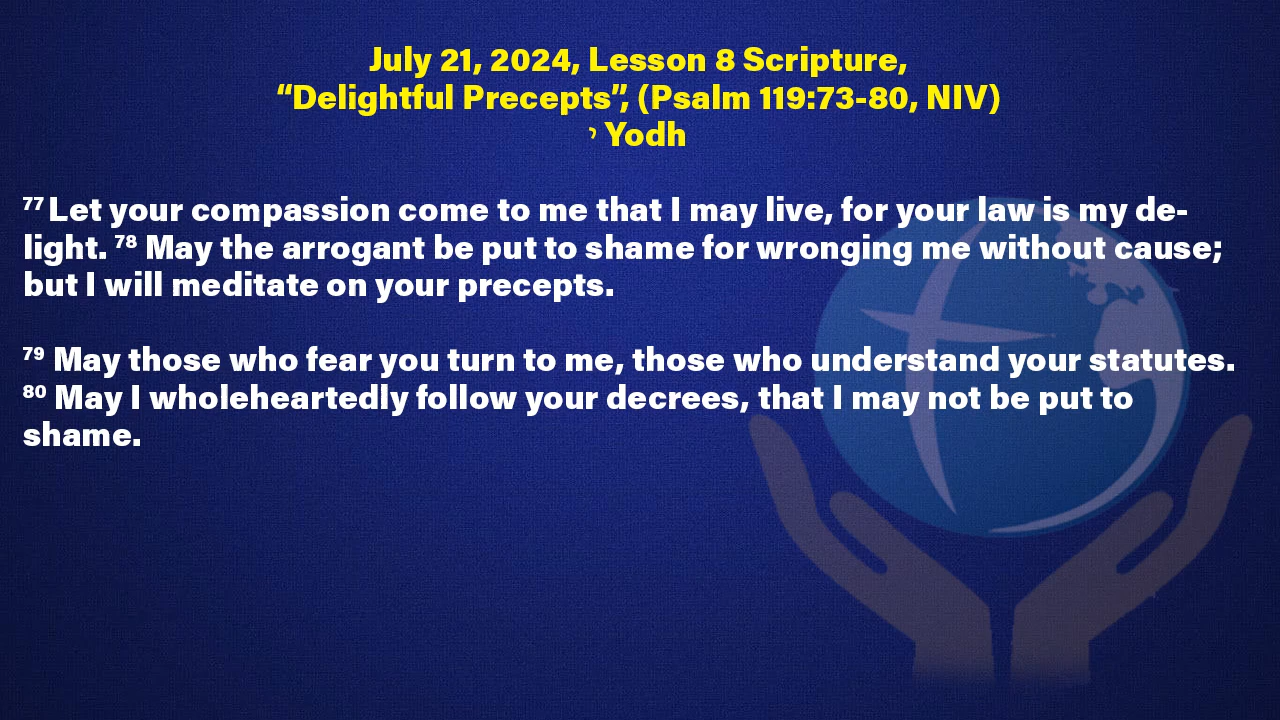 July 21, 2024, Lesson 8 Scripture,
“Delightful Precepts”, (Psalm 119:73-80, NIV)
י Yodh
77 Let your compassion come to me that I may live, for your law is my de-
light. 78 May the arrogant be put to shame for wronging me without cause;
but I will meditate on your precepts.
79 May those who fear you turn to me, those who understand your statutes.
80 May I wholeheartedly follow your decrees, that I may not be put to
shame.